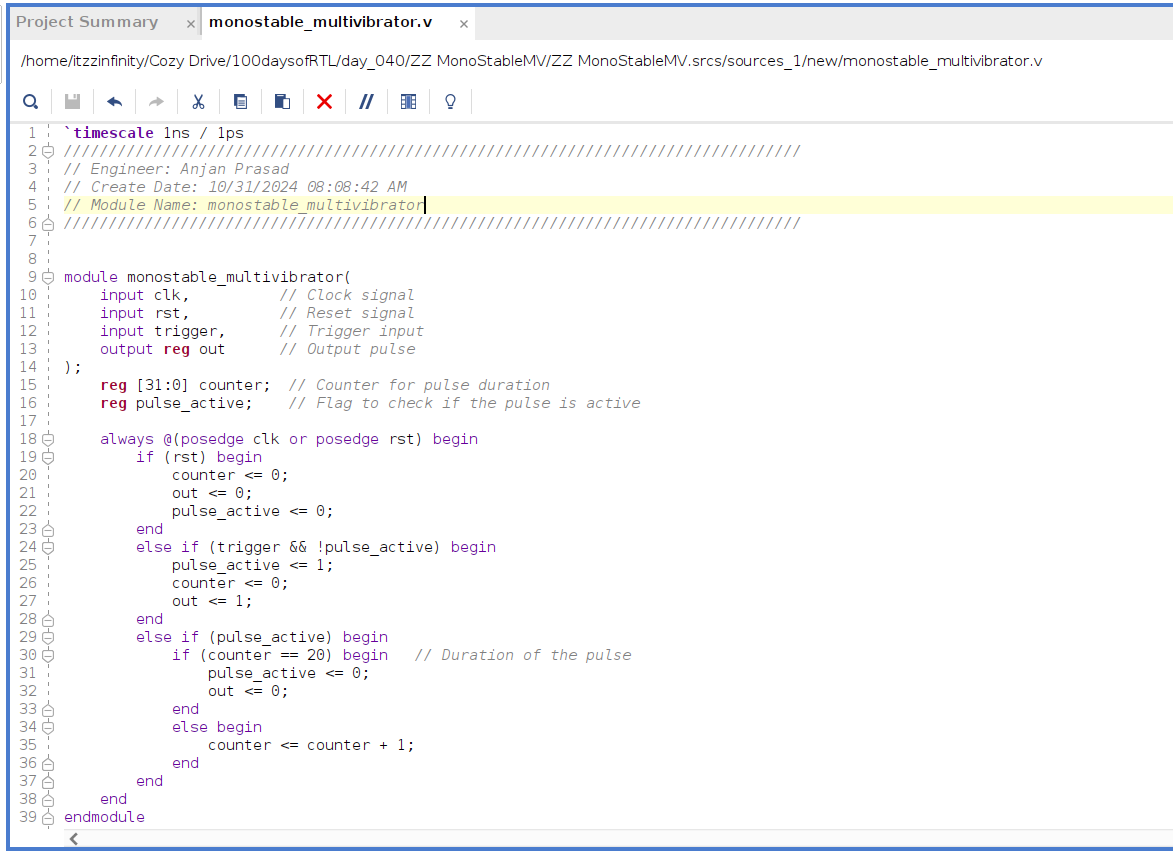 Project Summary × monostable_multivibrator.v ×
/home/itzzinfinity/Cozy Drive/100daysofRTL/day_040/ZZ MonoStableMV/ZZ MonoStableMV.srcs/sources_1/new/monostable_multivibrator.v
1 `timescale 1ns / 1ps
2 //////////////////////////////////////////////////////////////////////////////////
3 // Engineer: Anjan Prasad
4 // Create Date: 10/31/2024 08:08:42 AM
5 // Module Name: monostable_multivibrator
6 //////////////////////////////////////////////////////////////////////////////////
7
8
9 module monostable_multivibrator(
10     input clk,          // Clock signal
11     input rst,          // Reset signal
12     input trigger,      // Trigger input
13     output reg out      // Output pulse
14 );
15     reg [31:0] counter;  // Counter for pulse duration
16     reg pulse_active;    // Flag to check if the pulse is active
17
18     always @(posedge clk or posedge rst) begin
19         if (rst) begin
20             counter <= 0;
21             out <= 0;
22             pulse_active <= 0;
23         end
24         else if (trigger && !pulse_active) begin
25             pulse_active <= 1;
26             counter <= 0;
27             out <= 1;
28         end
29         else if (pulse_active) begin
30             if (counter == 20) begin   // Duration of the pulse
31                 pulse_active <= 0;
32                 out <= 0;
33             end
34             else begin
35                 counter <= counter + 1;
36             end
37         end
38     end
39 endmodule